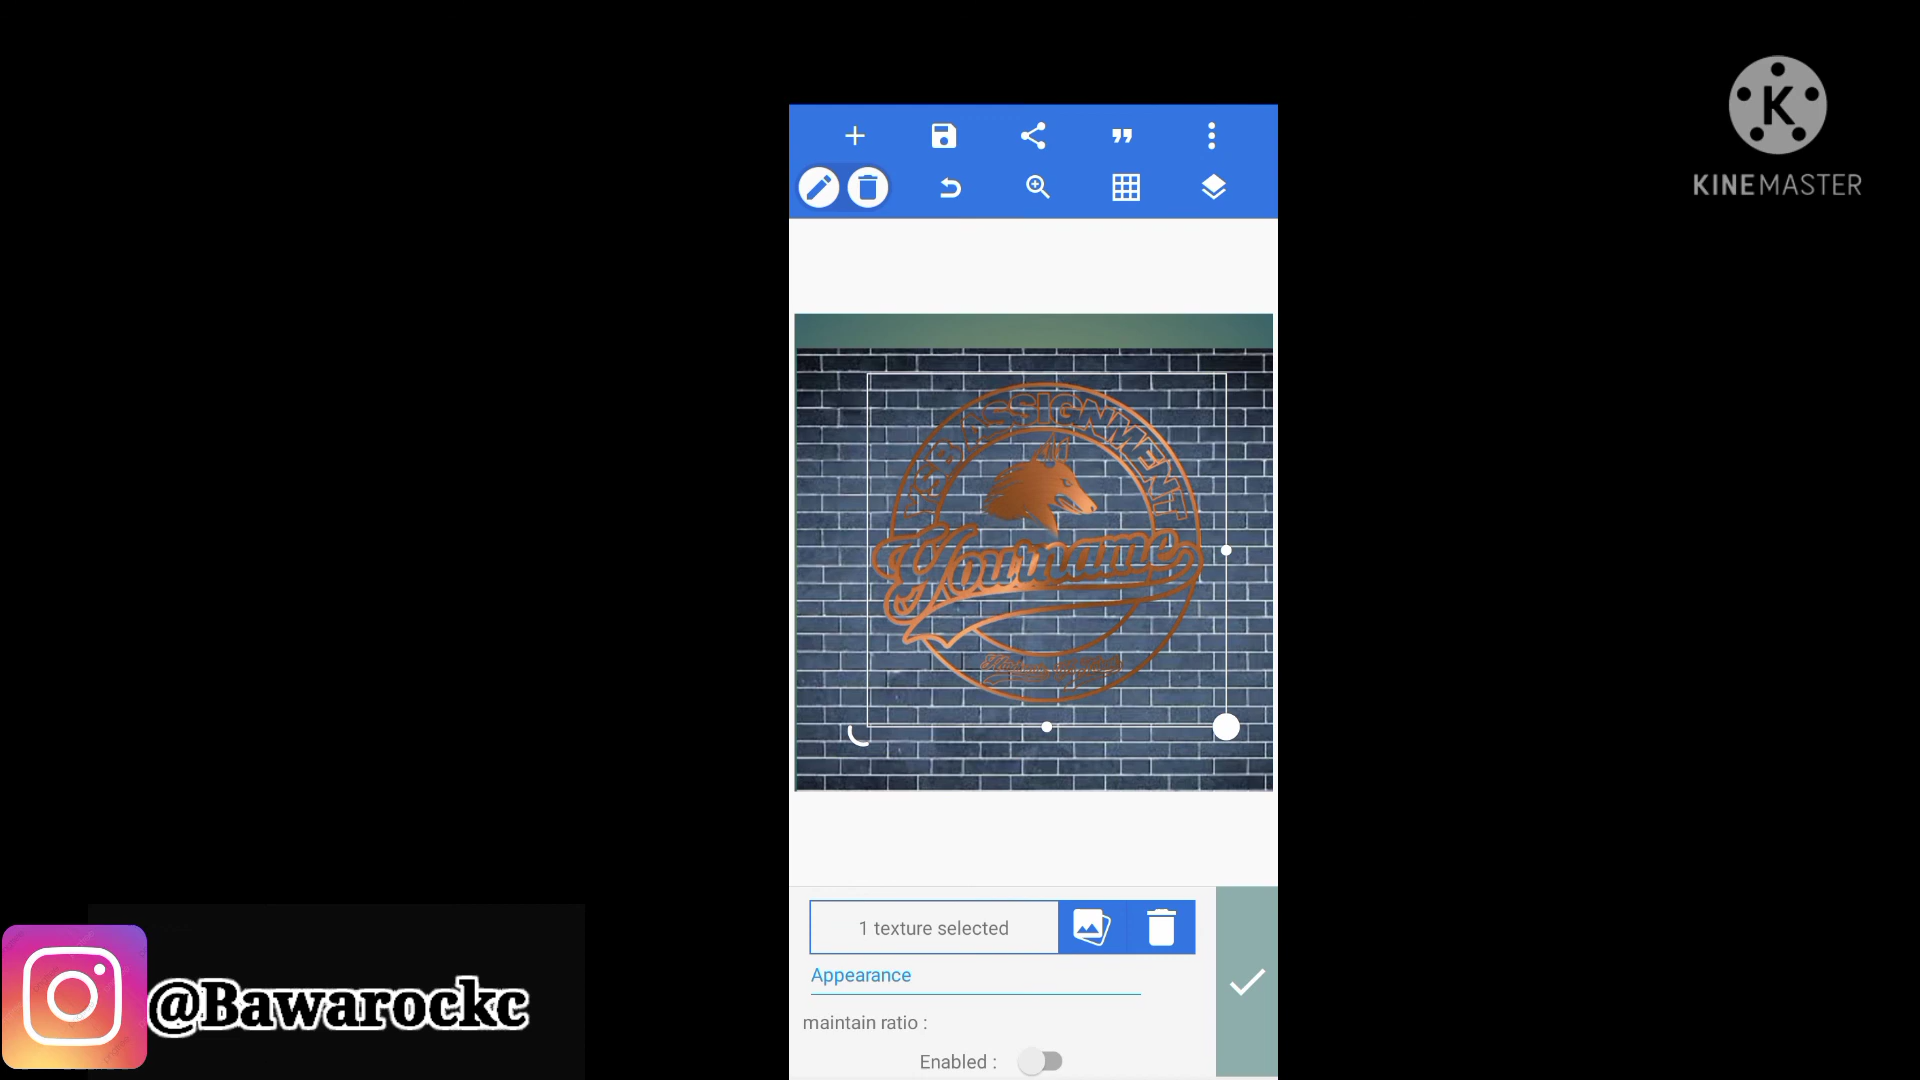 K
KINEMASTER
ASSIGNMENT
Yourname
1 texture selected
Appearance
maintain ratio :
Enabled :
@Bawarockc